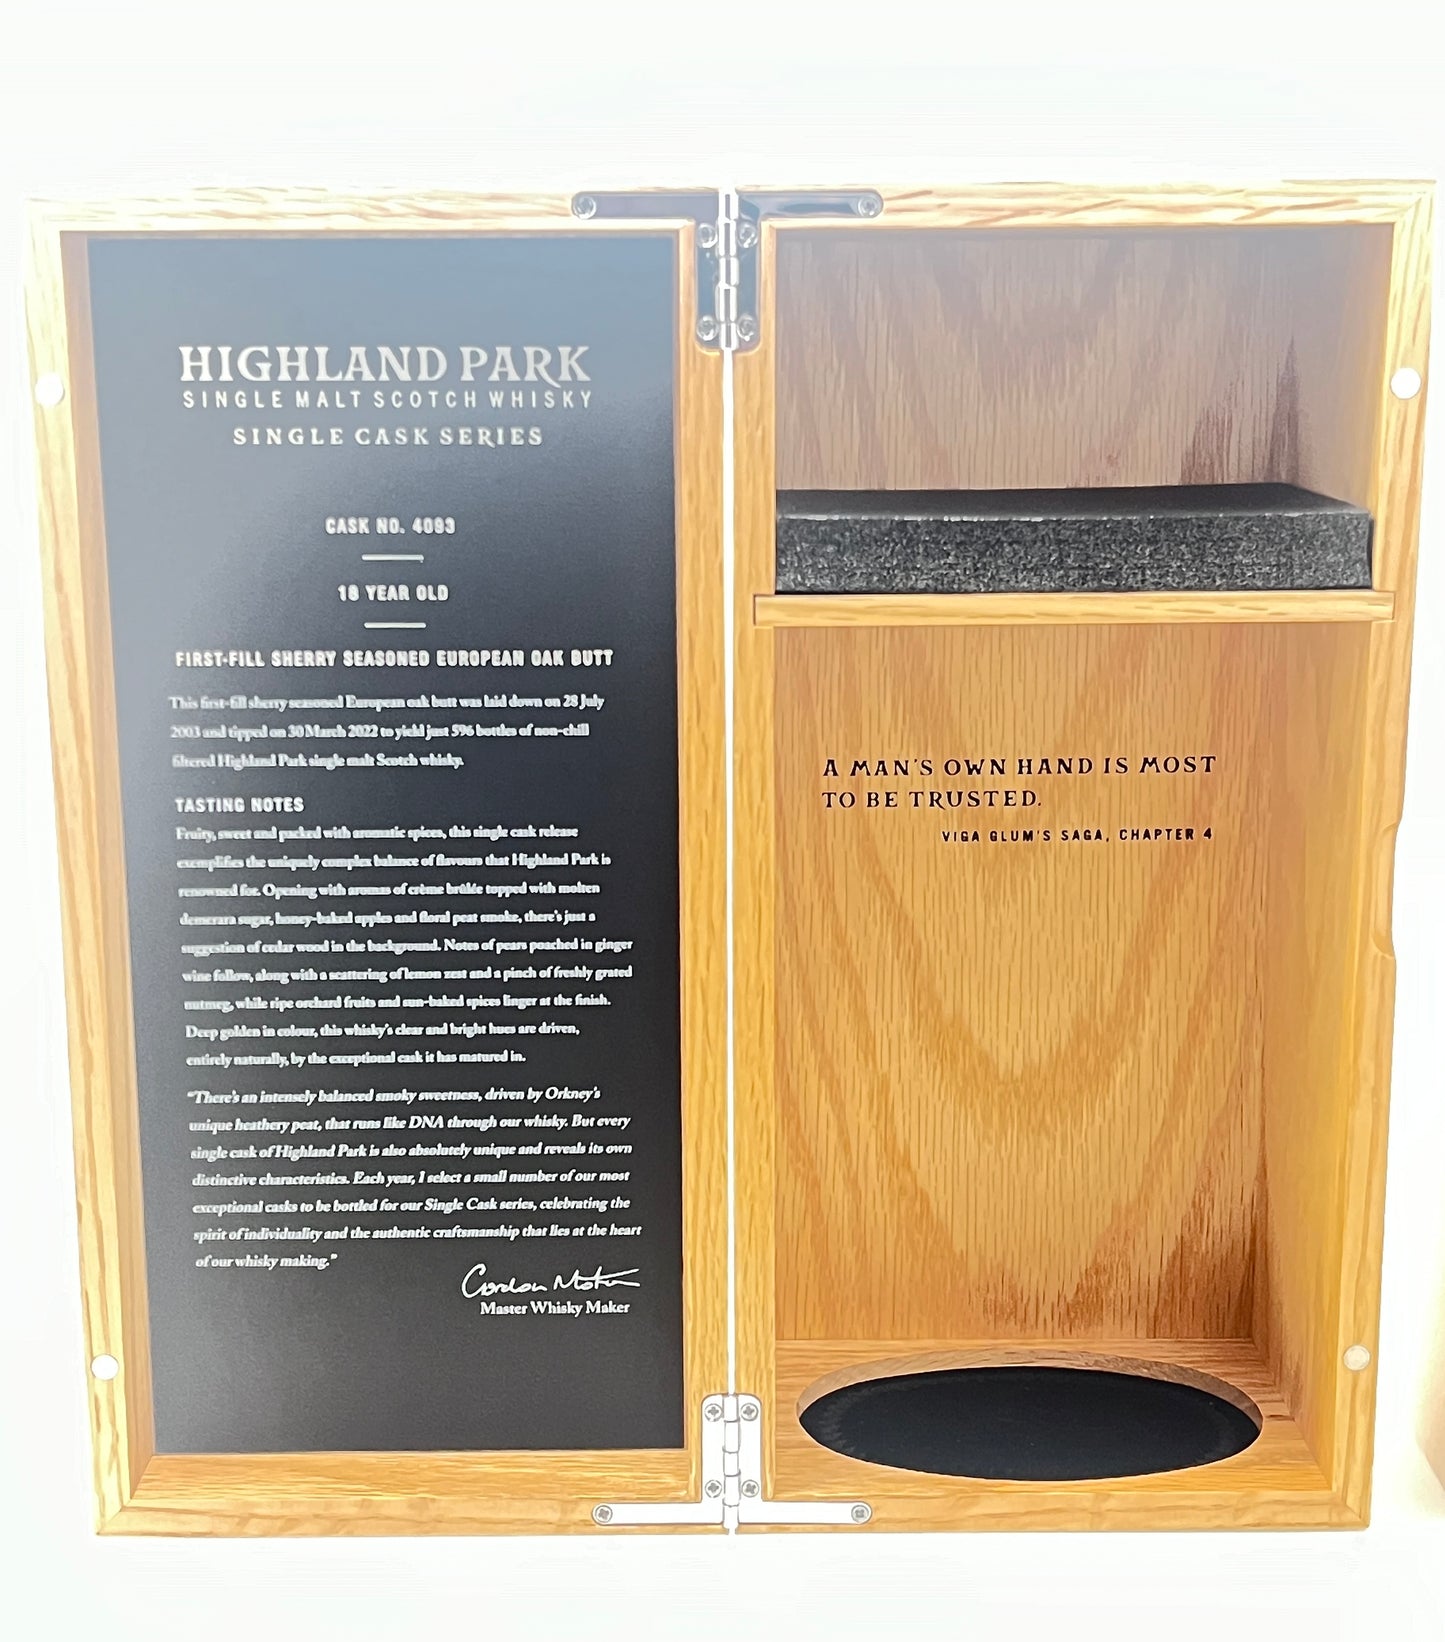 HIGHLAND PARK
SINGLE MALT SCOTCH WHISKY
SINGLE CASK SERIES
CASK NO. 4093
18 YEAR OLD
FIRST-FILL SHERRY SEASONED EUROPEAN OAK BUTT
This first-fill sherry seasoned European oak butt was laid down on 28 July
2003 and tipped on 30 March 2022 to yield just 596 bottles of non-chill
filtered Highland Park single malt Scotch whisky.
TASTING NOTES
Fruity, sweet and packed with aromatic spices, this single cask release
exemplifies the uniquely complex balance of flavours that Highland Park is
renowned for. Opening with aromas of crème brûlée topped with molten
demerara sugar, honey-baked apples and floral peat smoke, there's just a
suggestion of cedar wood in the background. Notes of pears poached in ginger
wine follow, along with a scattering of lemon zest and a pinch of freshly grated
nutmeg, while ripe orchard fruits and sun-baked spices linger at the finish.
Deep golden in colour, this whisky's clear and bright hues are driven,
entirely naturally, by the exceptional cask it has matured in.
"There's an intensely balanced smoky sweetness, driven by Orkney's
unique heathery peat, that runs like DNA through our whisky. But every
single cask of Highland Park is also absolutely unique and reveals its own
distinctive characteristics. Each year, I select a small number of our most
exceptional casks to be bottled for our Single Cask series, celebrating the
spirit of individuality and the authentic craftsmanship that lies at the heart
of our whisky making."
Gordon Motion
Master Whisky Maker
A MAN'S OWN HAND IS MOST
TO BE TRUSTED.
VIGA GLUM'S SAGA, CHAPTER 4